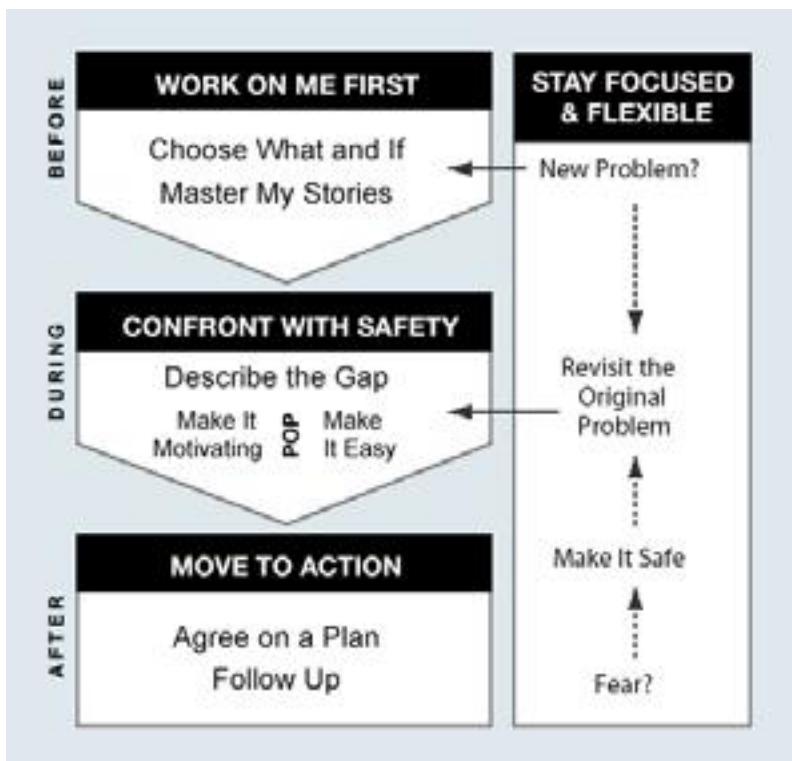 BEFORE
WORK ON ME FIRST
Choose What and If
Master My Stories
DURING
CONFRONT WITH SAFETY
Describe the Gap
Make It
Motivating
POP
Make
It Easy
AFTER
MOVE TO ACTION
Agree on a Plan
Follow Up
STAY FOCUSED
& FLEXIBLE
New Problem?
Revisit the
Original
Problem
Make It Safe
Fear?